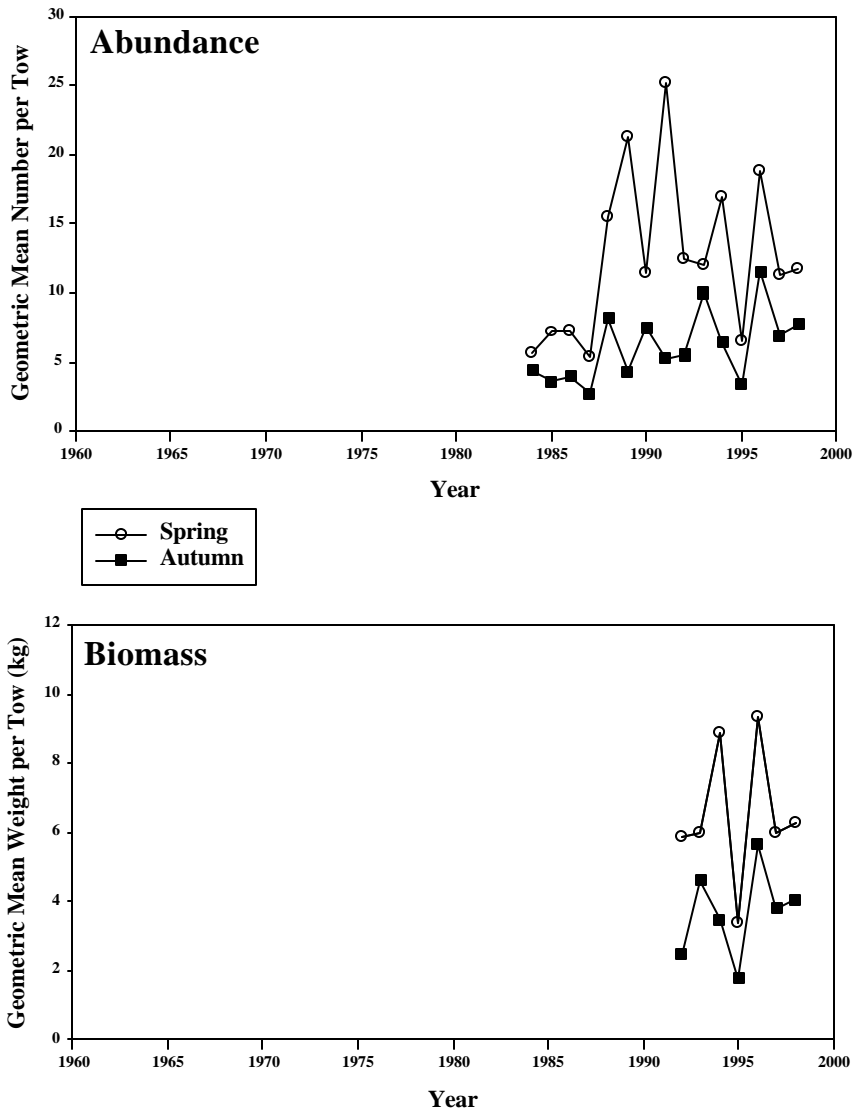 Abundance
Geometric Mean Number per Tow
30
25
20
15
10
5
0
1960 1965 1970 1975 1980 1985 1990 1995 2000
Year
Spring
Autumn
Biomass
Geometric Mean Weight per Tow (kg)
12
10
8
6
4
2
0
1960 1965 1970 1975 1980 1985 1990 1995 2000
Year